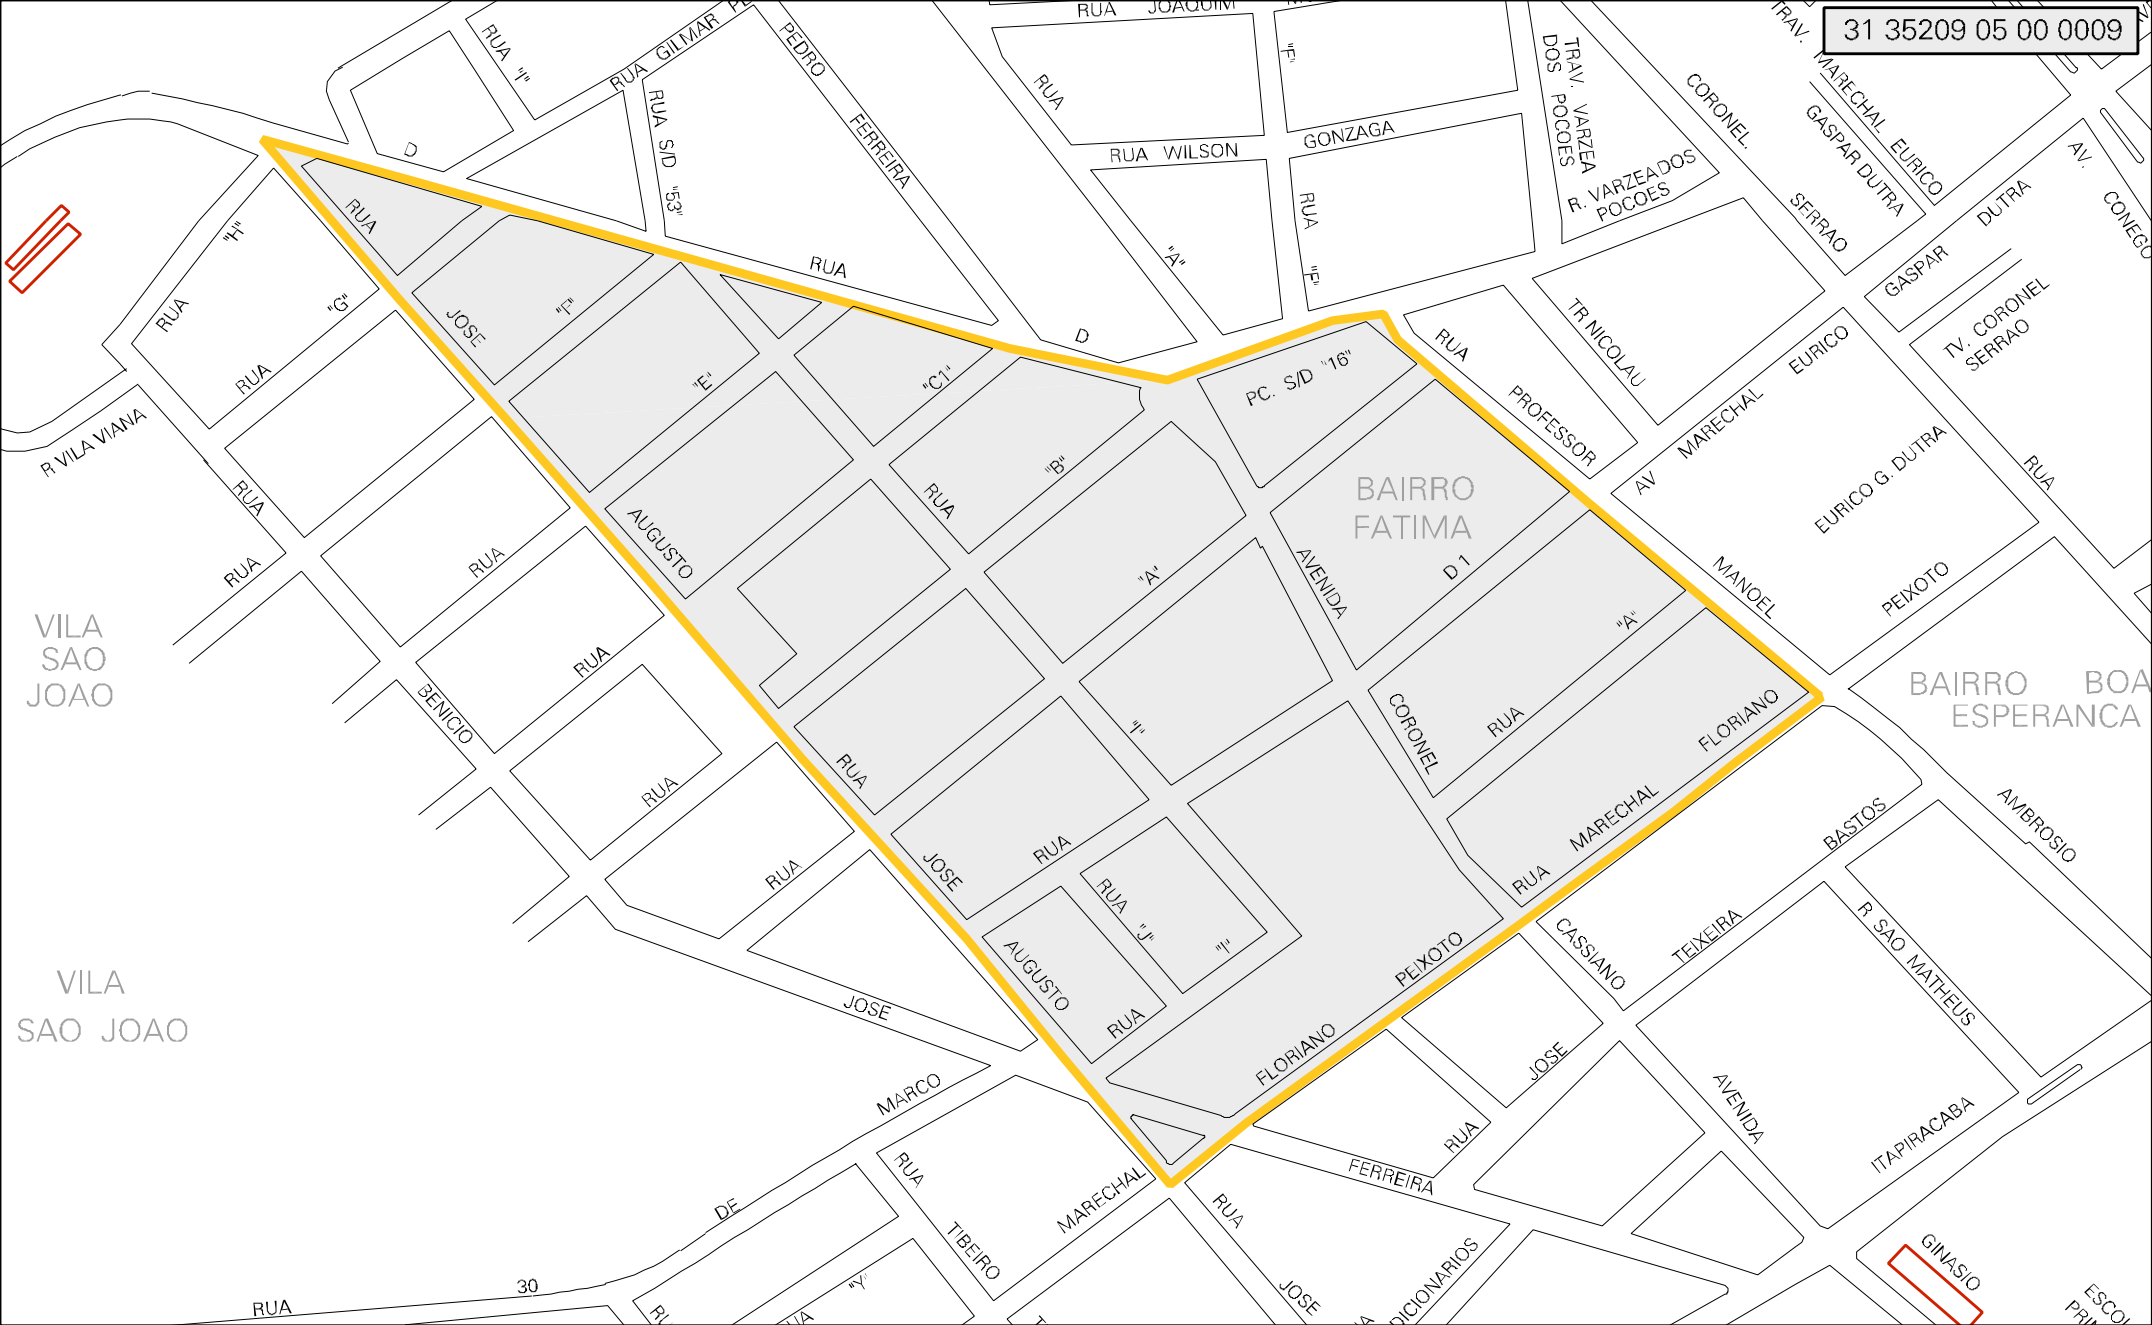 31 35209 05 00 0009
RUA JOAQUIM
RUA "I"
RUA GILMAR
PEDRO
FERREIRA
RUA S/D "53"
D
RUA
D
RUA
"A"
RUA WILSON
GONZAGA
"F"
RUA
"F"
TRAV. VARZEA
DOS POCOES
R. VARZEA DOS
POCOES
CORONEL
SERRAO
TRAV.
MARECHAL EURICO
GASPAR DUTRA
GASPAR
DUTRA
AV.
CONEGO
TV. CORONEL
SERRAO
TR NICOLAU
RUA
PROFESSOR
MANOEL
AMBROSIO
AV
MARECHAL
EURICO
EURICO G. DUTRA
PEIXOTO
RUA
RUA
"H"
RUA
"G"
R VILA VIANA
RUA
BENICIO
JOSE
FERREIRA
RUA
RUA
RUA
RUA
RUA
RUA
JOSE
AUGUSTO
RUA
JOSE
AUGUSTO
RUA
JOSE
"F"
"E"
"C1"
RUA
"B"
"A"
"I"
PC. S/D "16"
BAIRRO
FATIMA
AVENIDA
CORONEL
CASSIANO
AVENIDA
D 1
RUA
"A"
RUA
MARECHAL
FLORIANO
RUA
RUA
"J"
"I"
RUA
FLORIANO
PEIXOTO
VILA
SAO
JOAO
VILA
SAO JOAO
BAIRRO BOA
ESPERANCA
TEIXEIRA
BASTOS
R SAO MATHEUS
RUA
JOSE
ITAPIRACABA
GINASIO
RUA
30
DE
MARCO
RUA
TIBEIRO
MARECHAL
"Y"